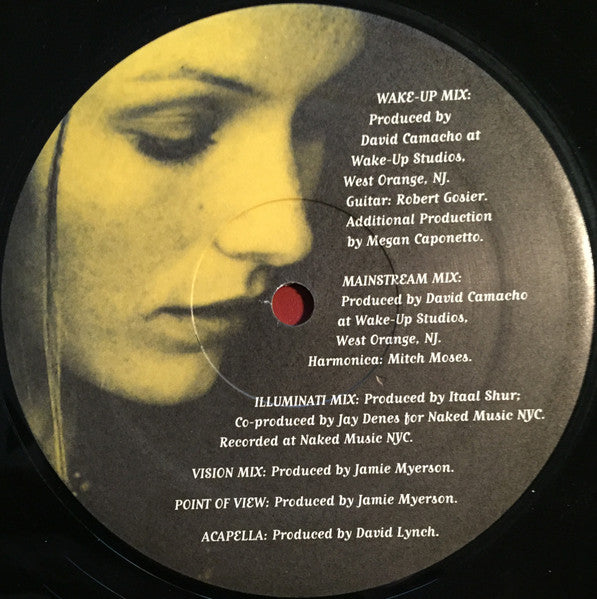 WAKE-UP MIX:
Produced by
David Camacho at
Wake-Up Studios,
West Orange, NJ.
Guitar: Robert Gosier.
Additional Production
by Megan Caponetto.
MAINSTREAM MIX:
Produced by David Camacho
at Wake-Up Studios,
West Orange, NJ.
Harmonica: Mitch Moses.
ILLUMINATI MIX: Produced by Itaal Shur;
Co-produced by Jay Denes for Naked Music NYC.
Recorded at Naked Music NYC.
VISION MIX: Produced by Jamie Myerson.
POINT OF VIEW: Produced by Jamie Myerson.
ACAPELLA: Produced by David Lynch.